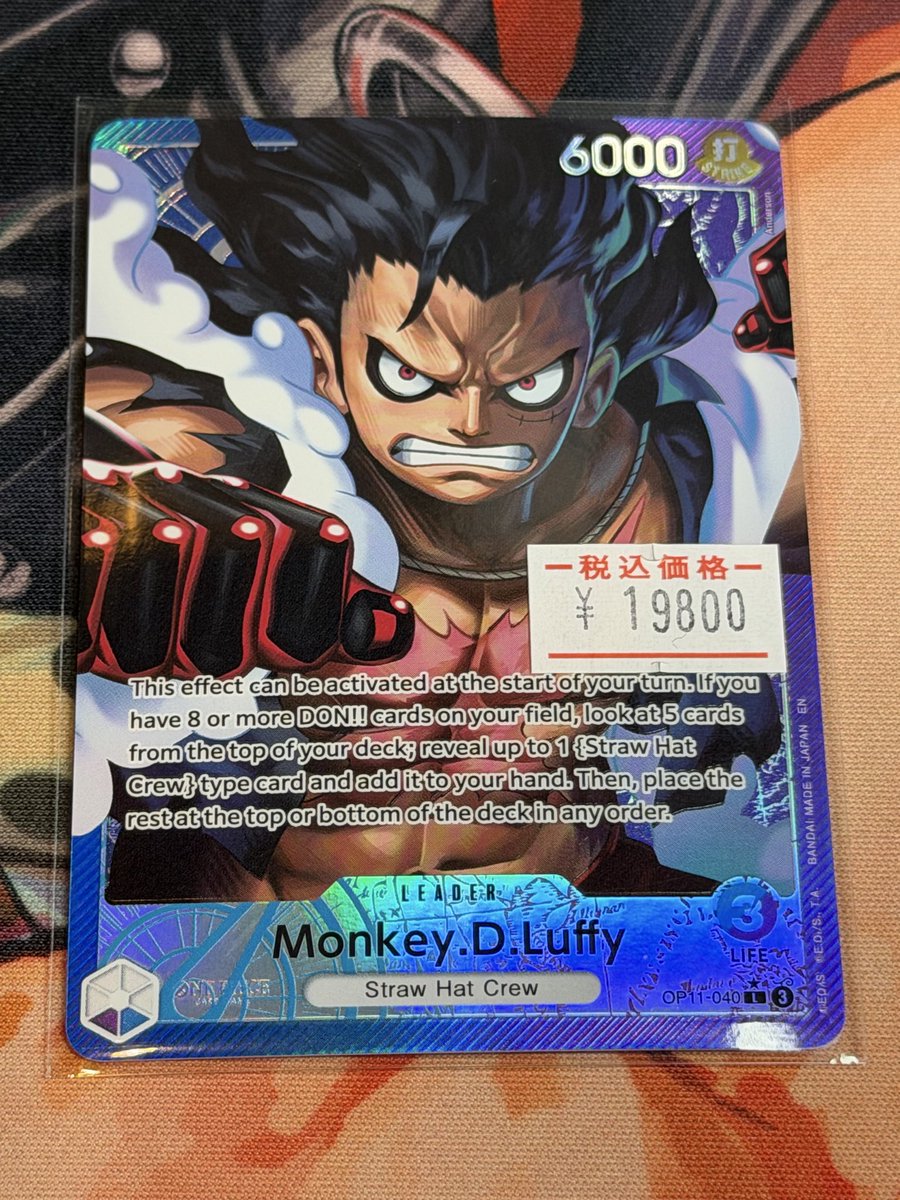 6000
打
STRIKE
Anderson
税込価格
¥ 19800
This effect can be activated at the start of your turn. If you
have 8 or more DON!! cards on your field, look at 5 cards
from the top of your deck; reveal up to 1 {Straw Hat
Crew} type card and add it to your hand. Then, place the
rest at the top or bottom of the deck in any order.
BANDAI MADE IN JAPAN EN
LEADER
3
LIFE
Monkey.D.Luffy
Straw Hat Crew
OP11-040 L 3